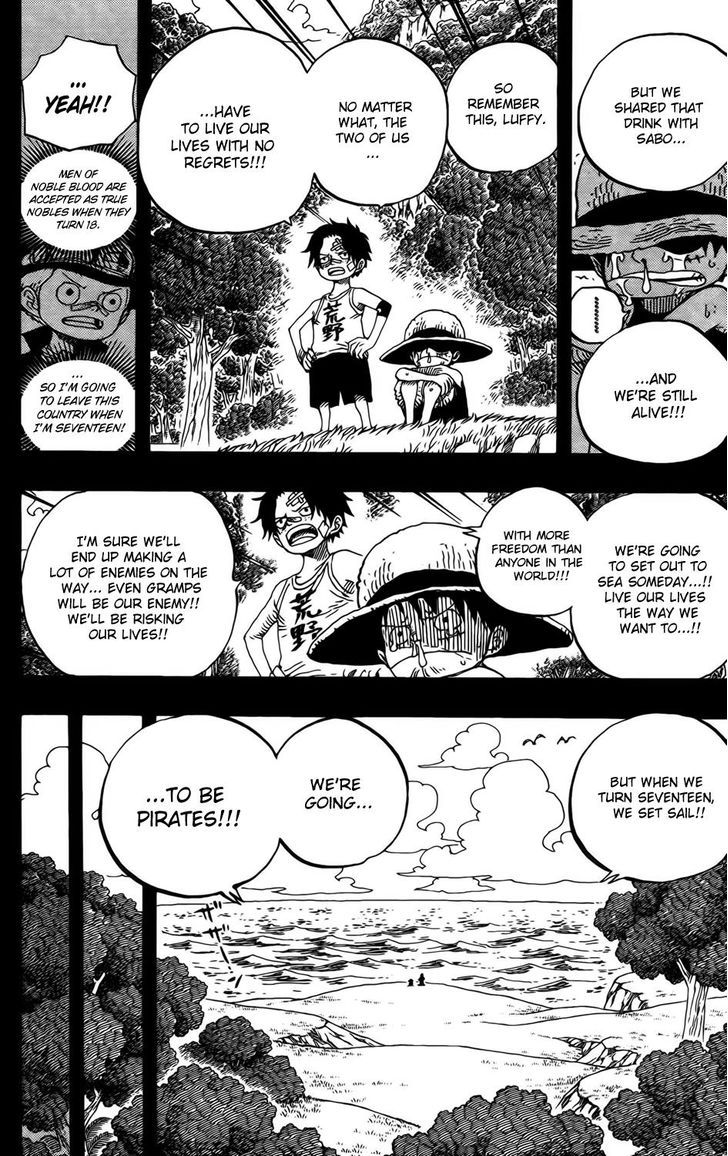 BUT WE
SHARED THAT
DRINK WITH
SABO...
...AND
WE'RE STILL
ALIVE!!!
SO
REMEMBER
THIS, LUFFY.
NO MATTER
WHAT, THE
TWO OF US
...
...HAVE
TO LIVE OUR
LIVES WITH NO
REGRETS!!!
荒野
...
YEAH!!
MEN OF
NOBLE BLOOD ARE
ACCEPTED AS TRUE
NOBLES WHEN THEY
TURN 18.
...
SO I'M GOING
TO LEAVE THIS
COUNTRY WHEN
I'M SEVENTEEN!
WE'RE GOING
TO SET OUT TO
SEA SOMEDAY...!!
LIVE OUR LIVES
THE WAY WE
WANT TO...!!
WITH MORE
FREEDOM THAN
ANYONE IN THE
WORLD!!!
荒野
I'M SURE WE'LL
END UP MAKING A
LOT OF ENEMIES ON
THE WAY... EVEN GRAMPS
WILL BE OUR ENEMY!!
WE'LL BE RISKING
OUR LIVES!!
BUT WHEN WE
TURN SEVENTEEN,
WE SET SAIL!!
WE'RE
GOING...
...TO BE
PIRATES!!!
ザザーン